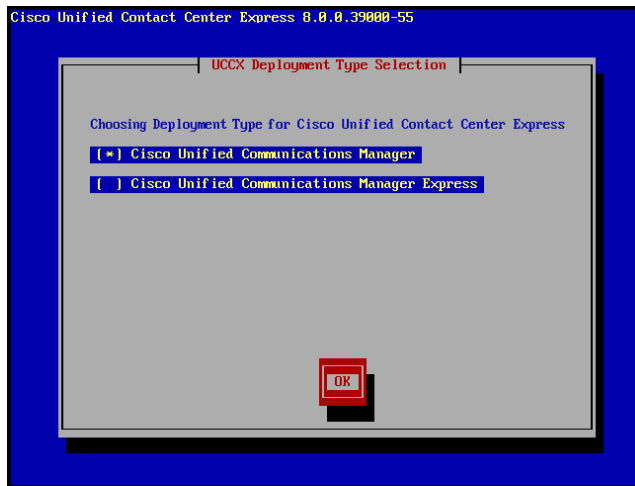 Cisco Unified Contact Center Express 8.0.0.39000-55
UCCX Deployment Type Selection
Choosing Deployment Type for Cisco Unified Contact Center Express
(*) Cisco Unified Communications Manager
( ) Cisco Unified Communications Manager Express
OK